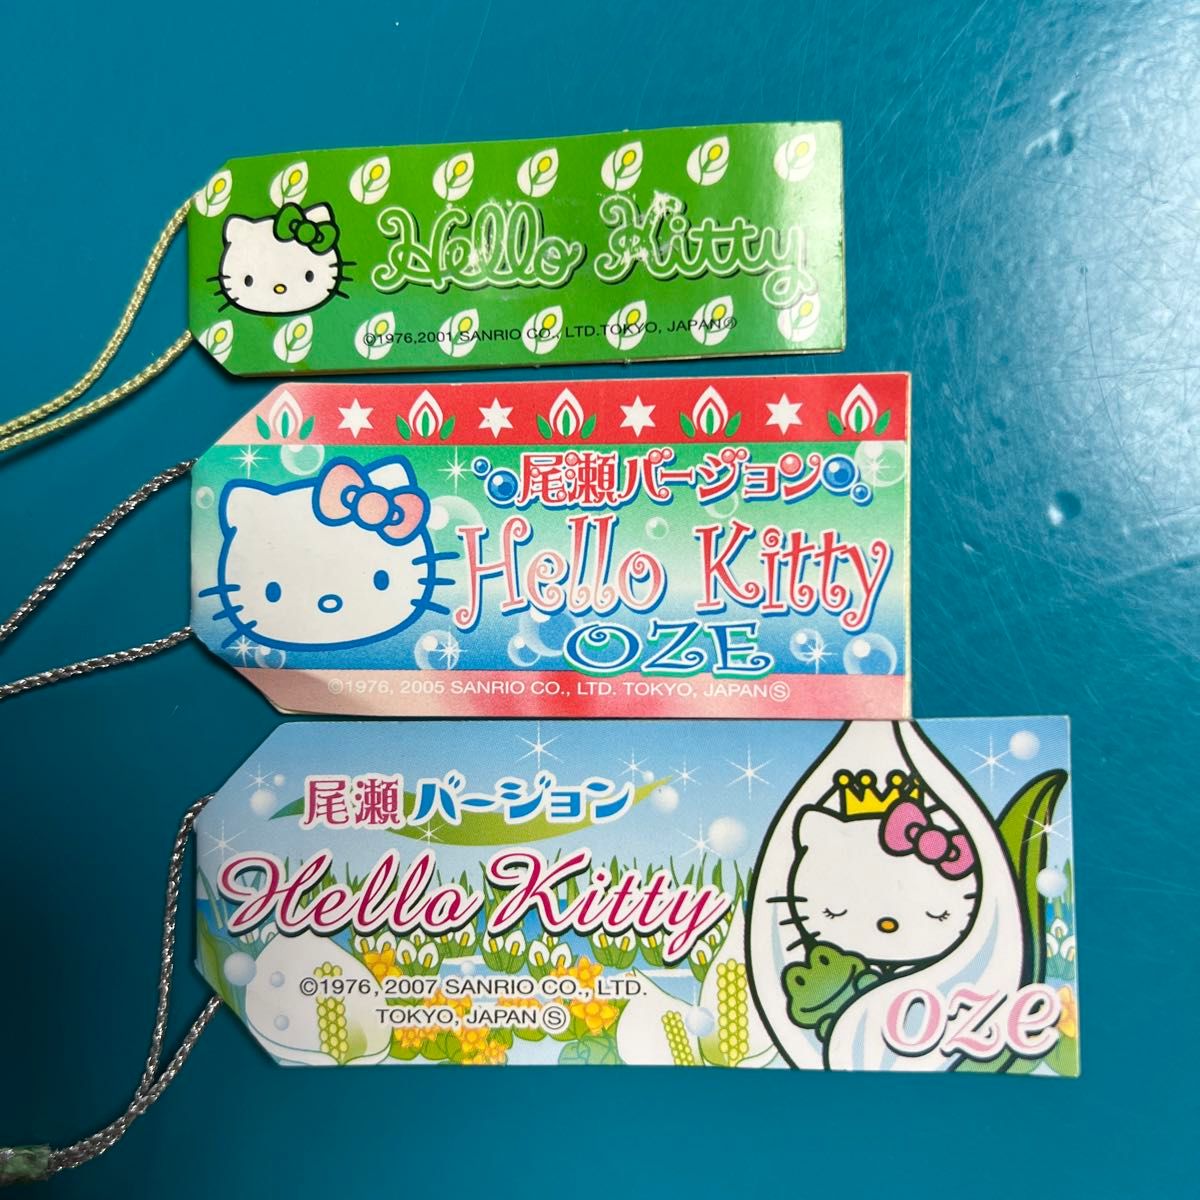 Hello Kitty
©1976,2001 SANRIO CO., LTD.TOKYO, JAPANⓈ
尾瀬バージョン
Hello Kitty
OZE
©1976, 2005 SANRIO CO., LTD. TOKYO, JAPANⓈ
尾瀬バージョン
Hello Kitty
©1976, 2007 SANRIO CO., LTD.
TOKYO, JAPAN Ⓢ
oze